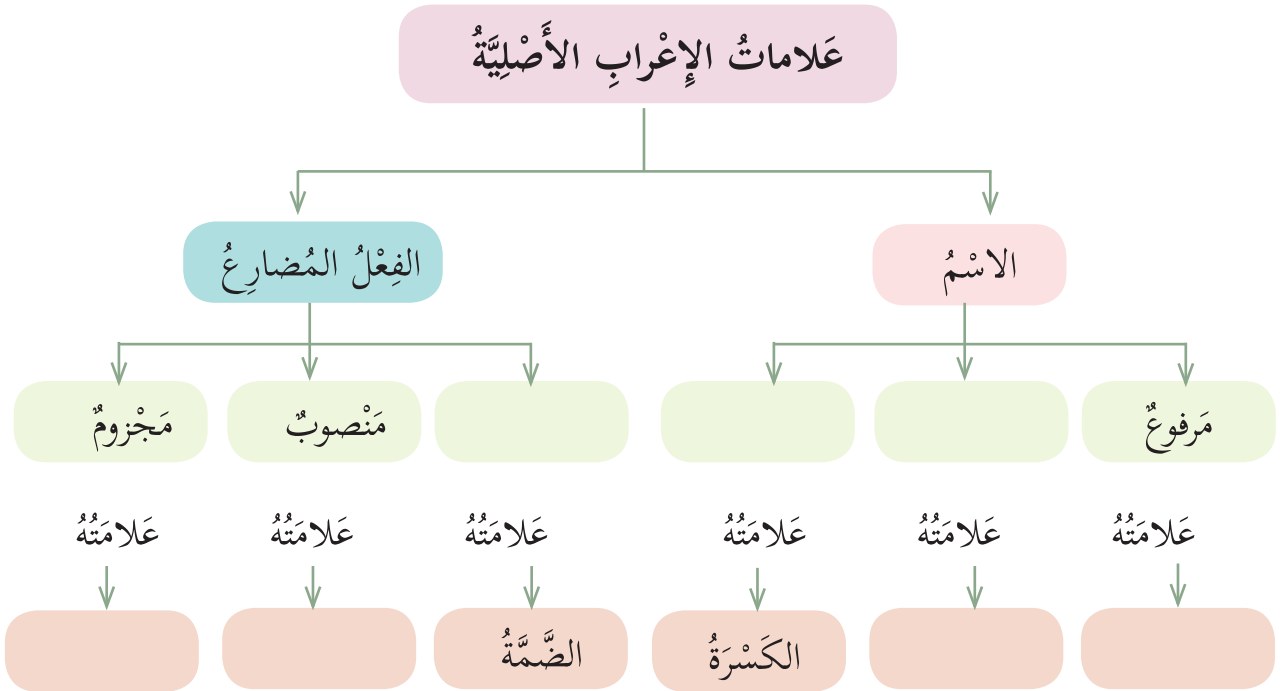 عَلاماتُ الإِعْرابِ الأَصْلِيَّةُ
الاسْمُ
الفِعْلُ المُضارِعُ
مَرفوعٌ
مَنْصوبٌ
مَجْزومٌ
عَلامَتُهُ
عَلامَتُهُ
عَلامَتُهُ
عَلامَتُهُ
عَلامَتُهُ
عَلامَتُهُ
الكَسْرَةُ
الضَّمَّةُ